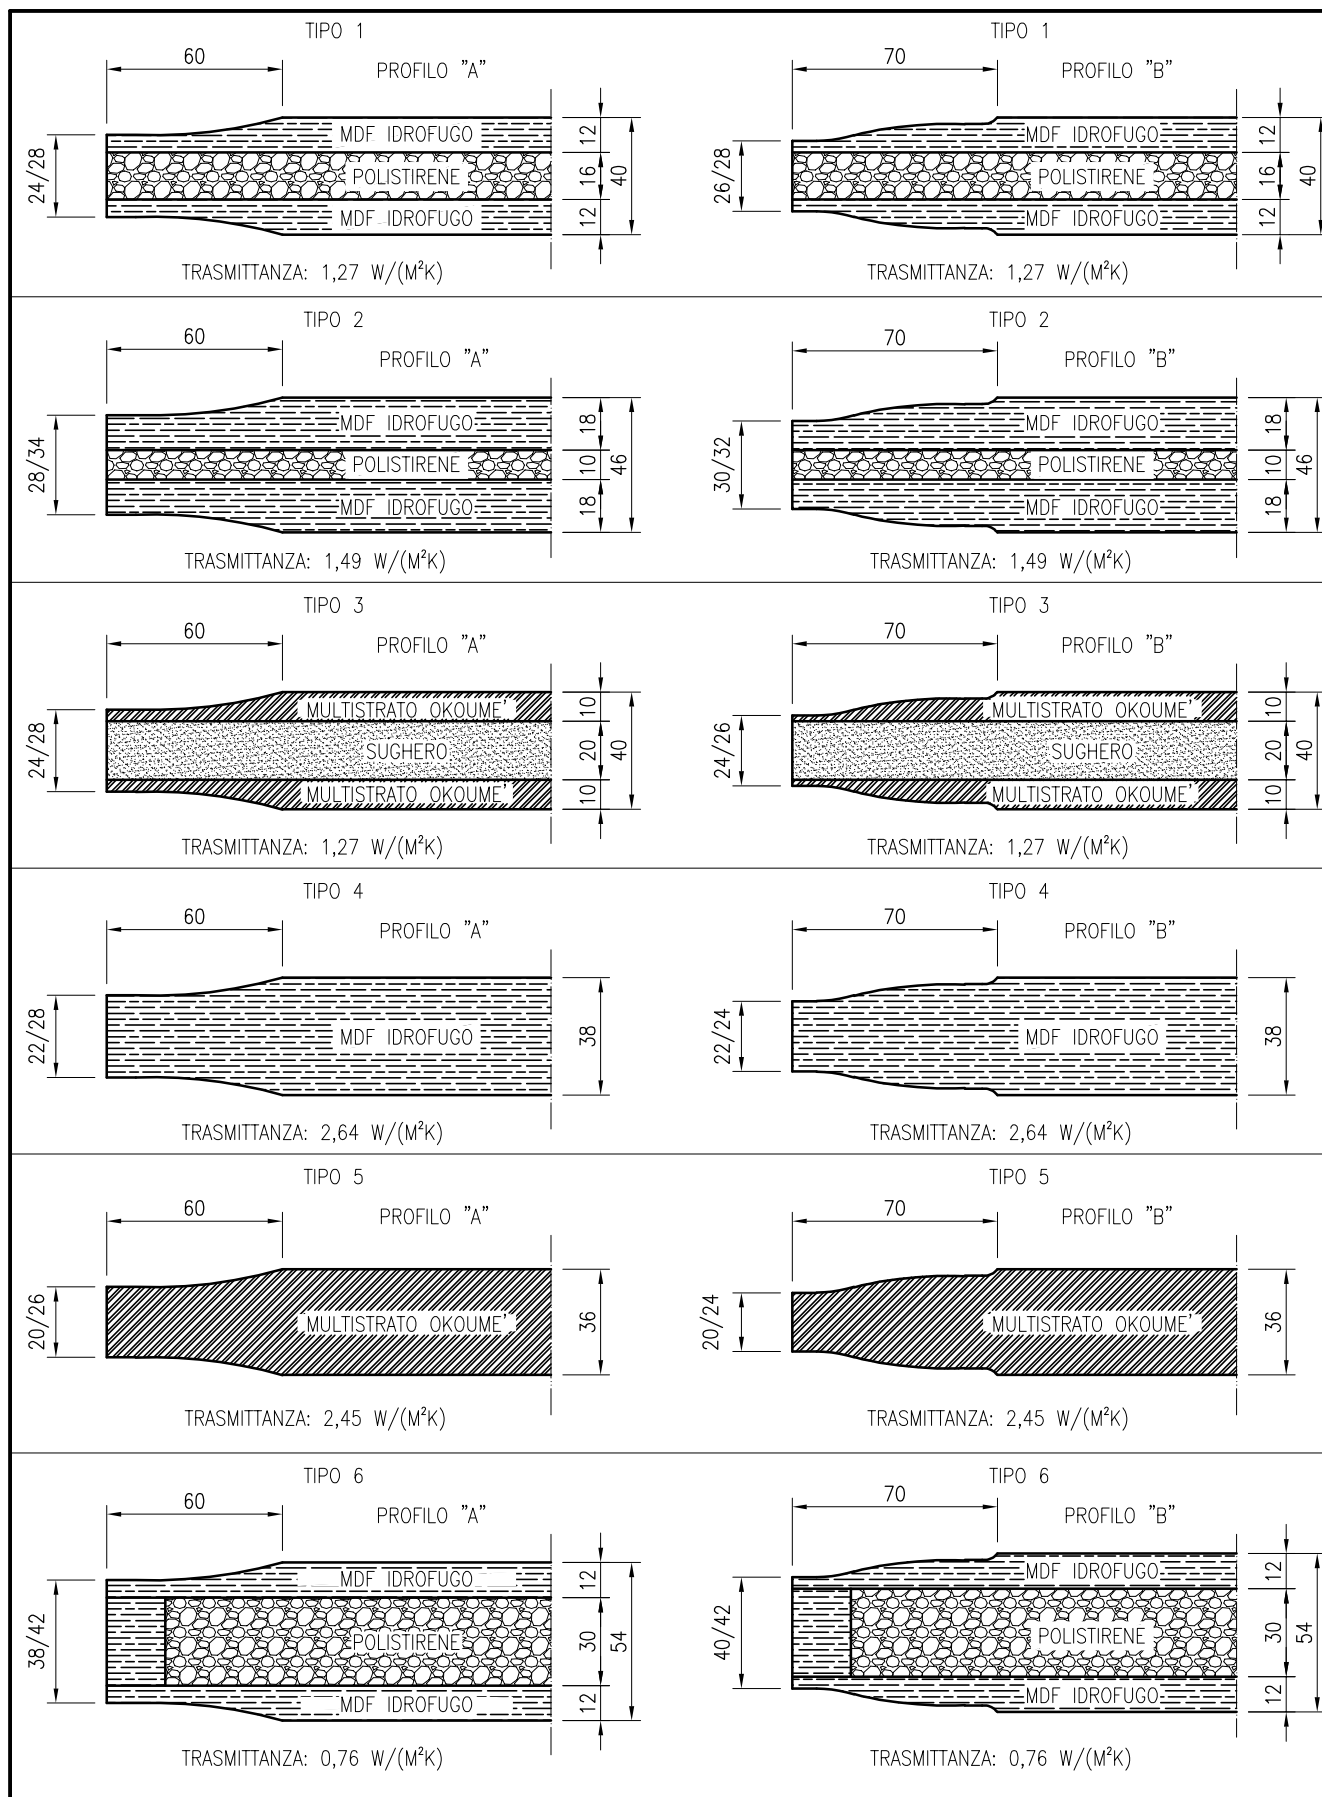 TIPO 1
60
PROFILO "A"
24/28
MDF IDROFUGO
POLISTIRENE
MDF IDROFUGO
12
16
12
40
TRASMITTANZA: 1,27 W/(M²K)
TIPO 1
70
PROFILO "B"
26/28
MDF IDROFUGO
POLISTIRENE
MDF IDROFUGO
12
16
12
40
TRASMITTANZA: 1,27 W/(M²K)
TIPO 2
60
PROFILO "A"
28/34
MDF IDROFUGO
POLISTIRENE
MDF IDROFUGO
18
10
18
46
TRASMITTANZA: 1,49 W/(M²K)
TIPO 2
70
PROFILO "B"
30/32
MDF IDROFUGO
POLISTIRENE
MDF IDROFUGO
18
10
18
46
TRASMITTANZA: 1,49 W/(M²K)
TIPO 3
60
PROFILO "A"
24/28
MULTISTRATO OKOUME'
SUGHERO
MULTISTRATO OKOUME'
10
20
10
40
TRASMITTANZA: 1,27 W/(M²K)
TIPO 3
70
PROFILO "B"
24/26
MULTISTRATO OKOUME'
SUGHERO
MULTISTRATO OKOUME'
10
20
10
40
TRASMITTANZA: 1,27 W/(M²K)
TIPO 4
60
PROFILO "A"
22/28
MDF IDROFUGO
38
TRASMITTANZA: 2,64 W/(M²K)
TIPO 4
70
PROFILO "B"
22/24
MDF IDROFUGO
38
TRASMITTANZA: 2,64 W/(M²K)
TIPO 5
60
PROFILO "A"
20/26
MULTISTRATO OKOUME'
36
TRASMITTANZA: 2,45 W/(M²K)
TIPO 5
70
PROFILO "B"
20/24
MULTISTRATO OKOUME'
36
TRASMITTANZA: 2,45 W/(M²K)
TIPO 6
60
PROFILO "A"
38/42
MDF IDROFUGO
POLISTIRENE
MDF IDROFUGO
12
30
12
54
TRASMITTANZA: 0,76 W/(M²K)
TIPO 6
70
PROFILO "B"
40/42
MDF IDROFUGO
POLISTIRENE
MDF IDROFUGO
12
30
12
54
TRASMITTANZA: 0,76 W/(M²K)